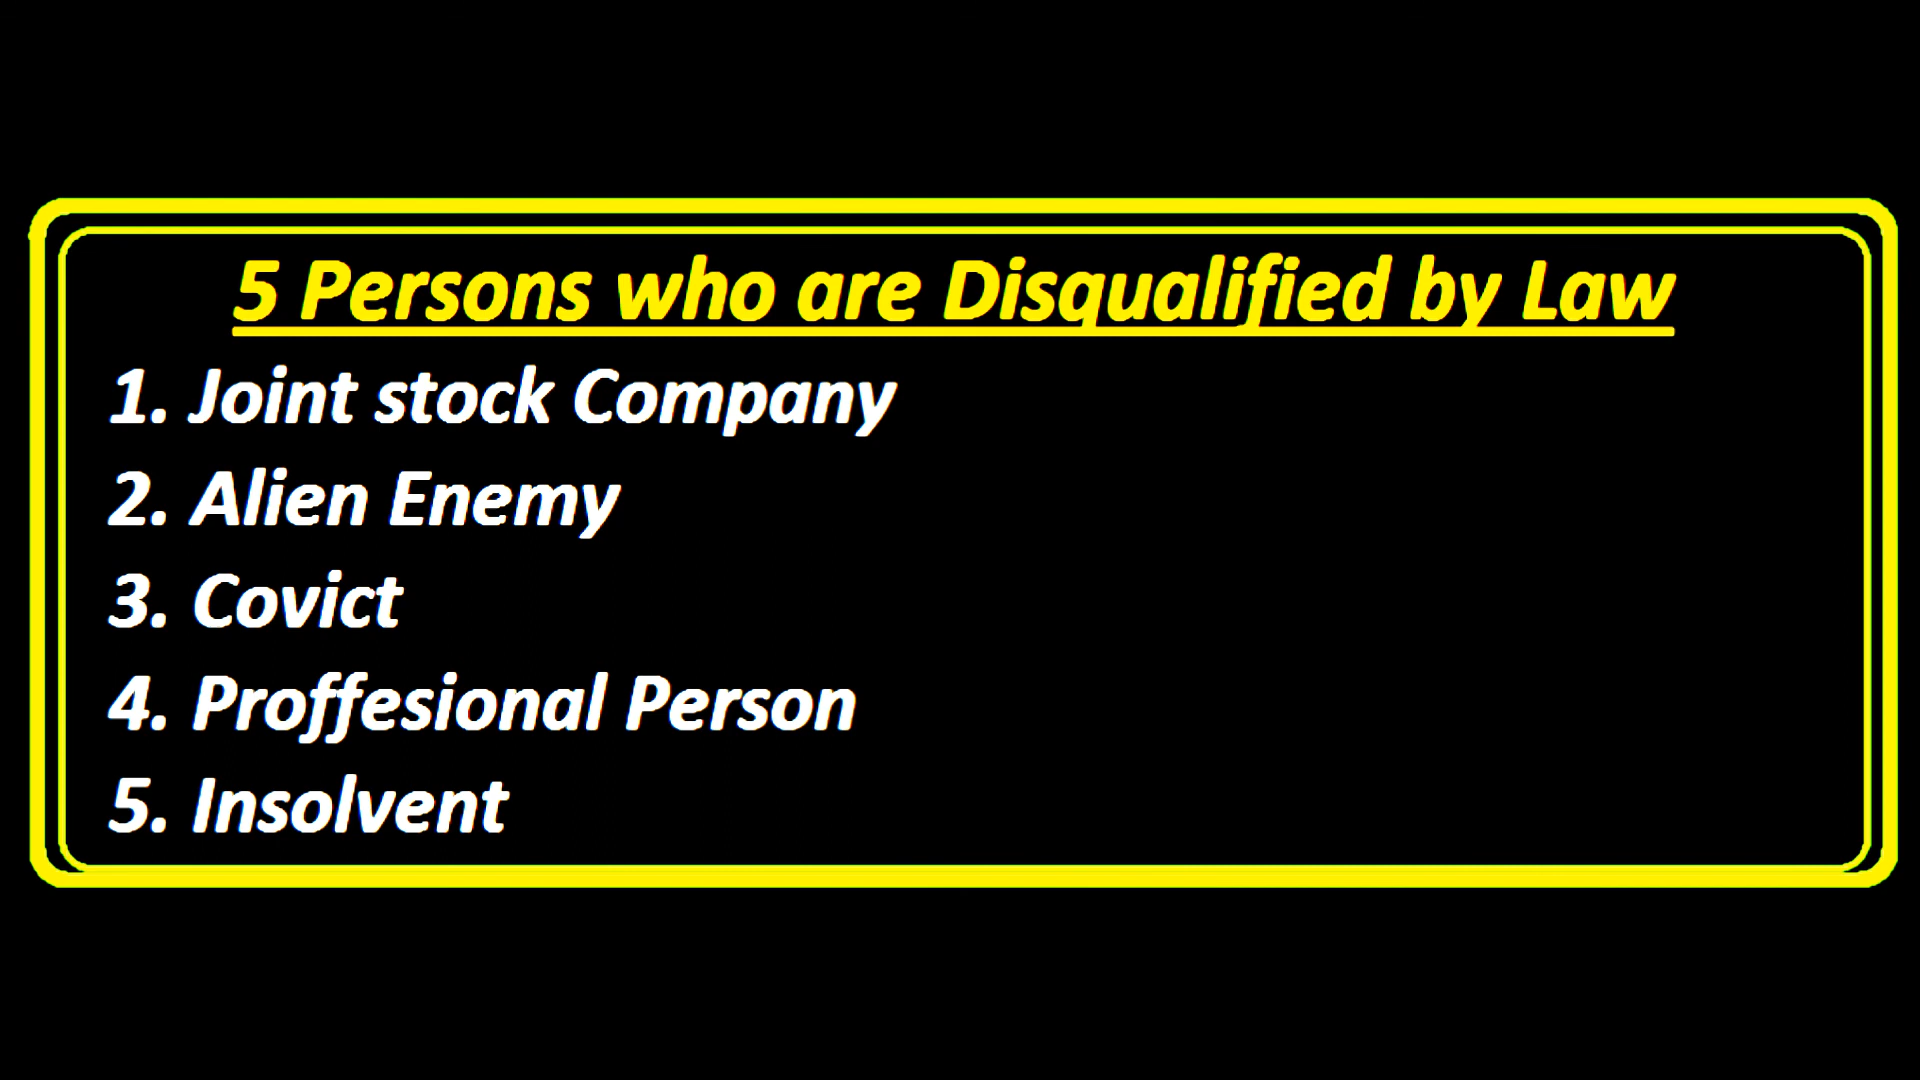 5 Persons who are Disqualified by Law
1. Joint stock Company
2. Alien Enemy
3. Covict
4. Proffesional Person
5. Insolvent